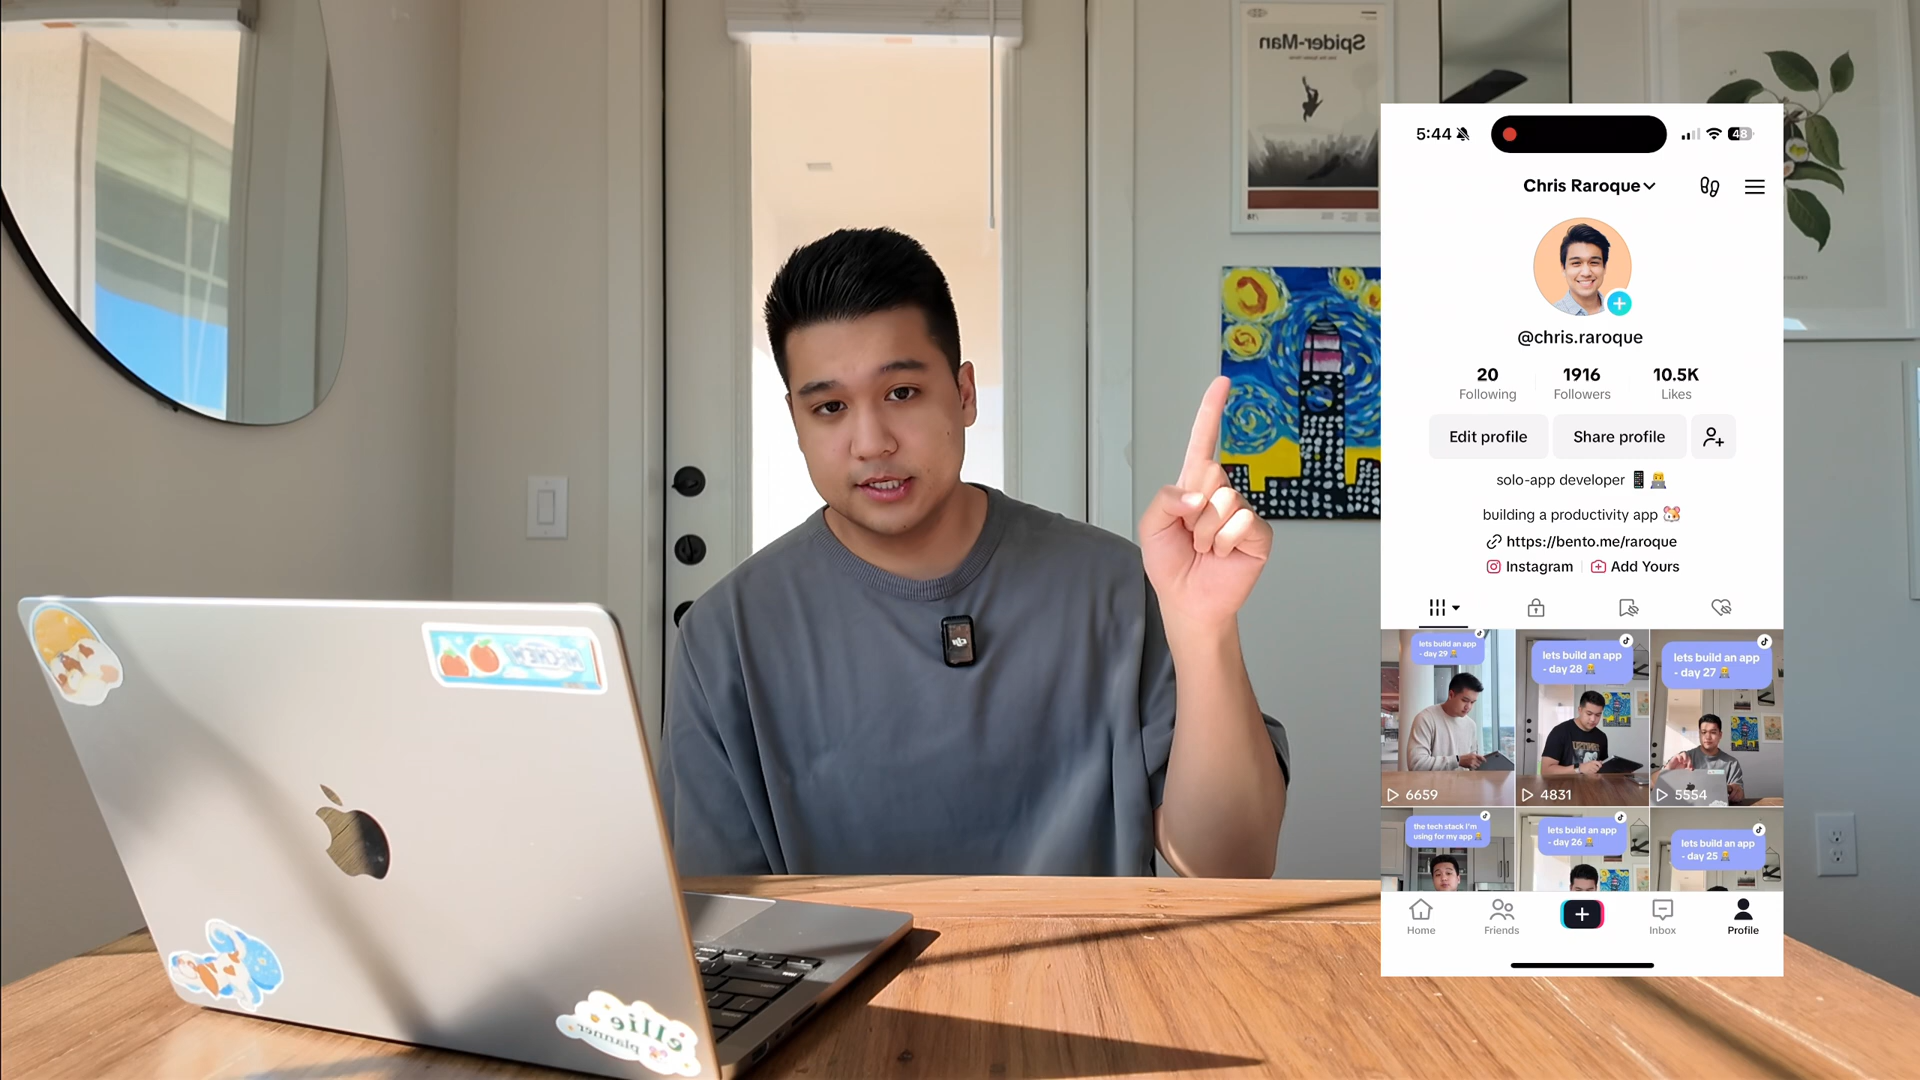 Spider-Man
5:44
48
Chris Raroque
@chris.raroque
20
1916
10.5K
Following
Followers
Likes
Edit profile
Share profile
solo-app developer 📱 👨‍💻
building a productivity app 🐹
https://bento.me/raroque
Instagram
Add Yours
lets build an app
- day 29 👨‍💻
lets build an app
- day 28 👨‍💻
lets build an app
- day 27 👨‍💻
6659
4831
5554
the tech stack I'm
using for my app 👨‍💻
lets build an app
- day 26 👨‍💻
lets build an app
- day 25 👨‍💻
Home
Friends
Inbox
Profile
HI-CHEW
dji
ellie
planner